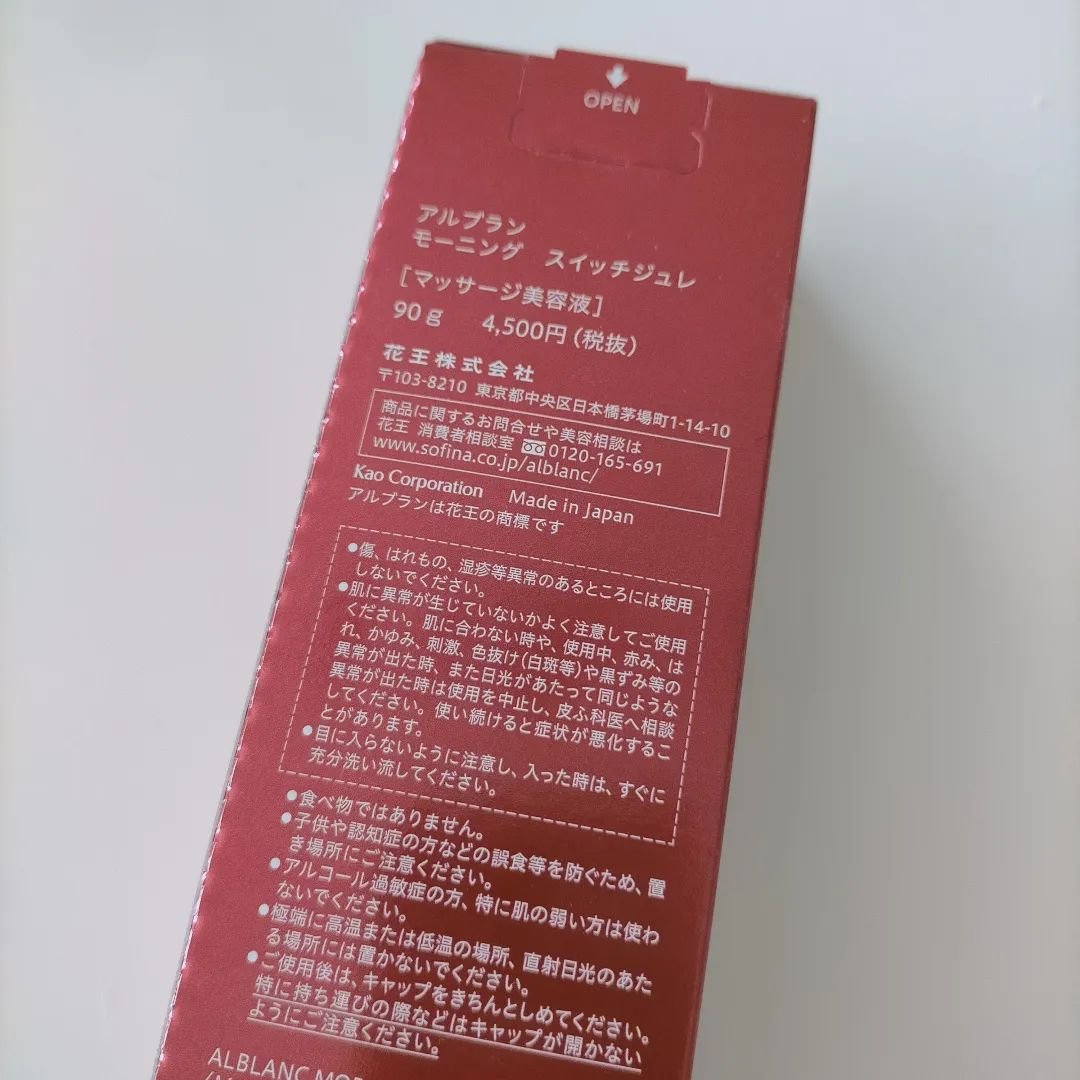 OPEN
アルブラン
モーニング スイッチジュレ
[マッサージ美容液]
90g 4,500円(税抜)
花王株式会社
〒103-8210 東京都中央区日本橋茅場町1-14-10
商品に関するお問合せや美容相談は
花王 消費者相談室 0120-165-691
www.sofina.co.jp/alblanc/
Kao Corporation Made in Japan
アルブランは花王の商標です
●傷、はれもの、湿疹等異常のあるところには使用
しないでください。
●肌に異常が生じていないかよく注意してご使用
ください。肌に合わない時や、使用中、赤み、は
れ、かゆみ、刺激、色抜け(白斑等)や黒ずみ等の
異常が出た時、また日光があたって同じような
異常が出た時は使用を中止し、皮ふ科医へ相談
してください。使い続けると症状が悪化するこ
とがあります。
●目に入らないように注意し、入った時は、すぐに
充分洗い流してください。
●食べ物ではありません。
●子供や認知症の方などの誤食等を防ぐため、置
き場所にご注意ください。
●アルコール過敏症の方、特に肌の弱い方は使わ
ないでください。
●極端に高温または低温の場所、直射日光のあた
る場所には置かないでください。
●ご使用後は、キャップをきちんとしめてください。
特に持ち運びの際などはキャップが開かない
ようにご注意ください。
ALBLANC